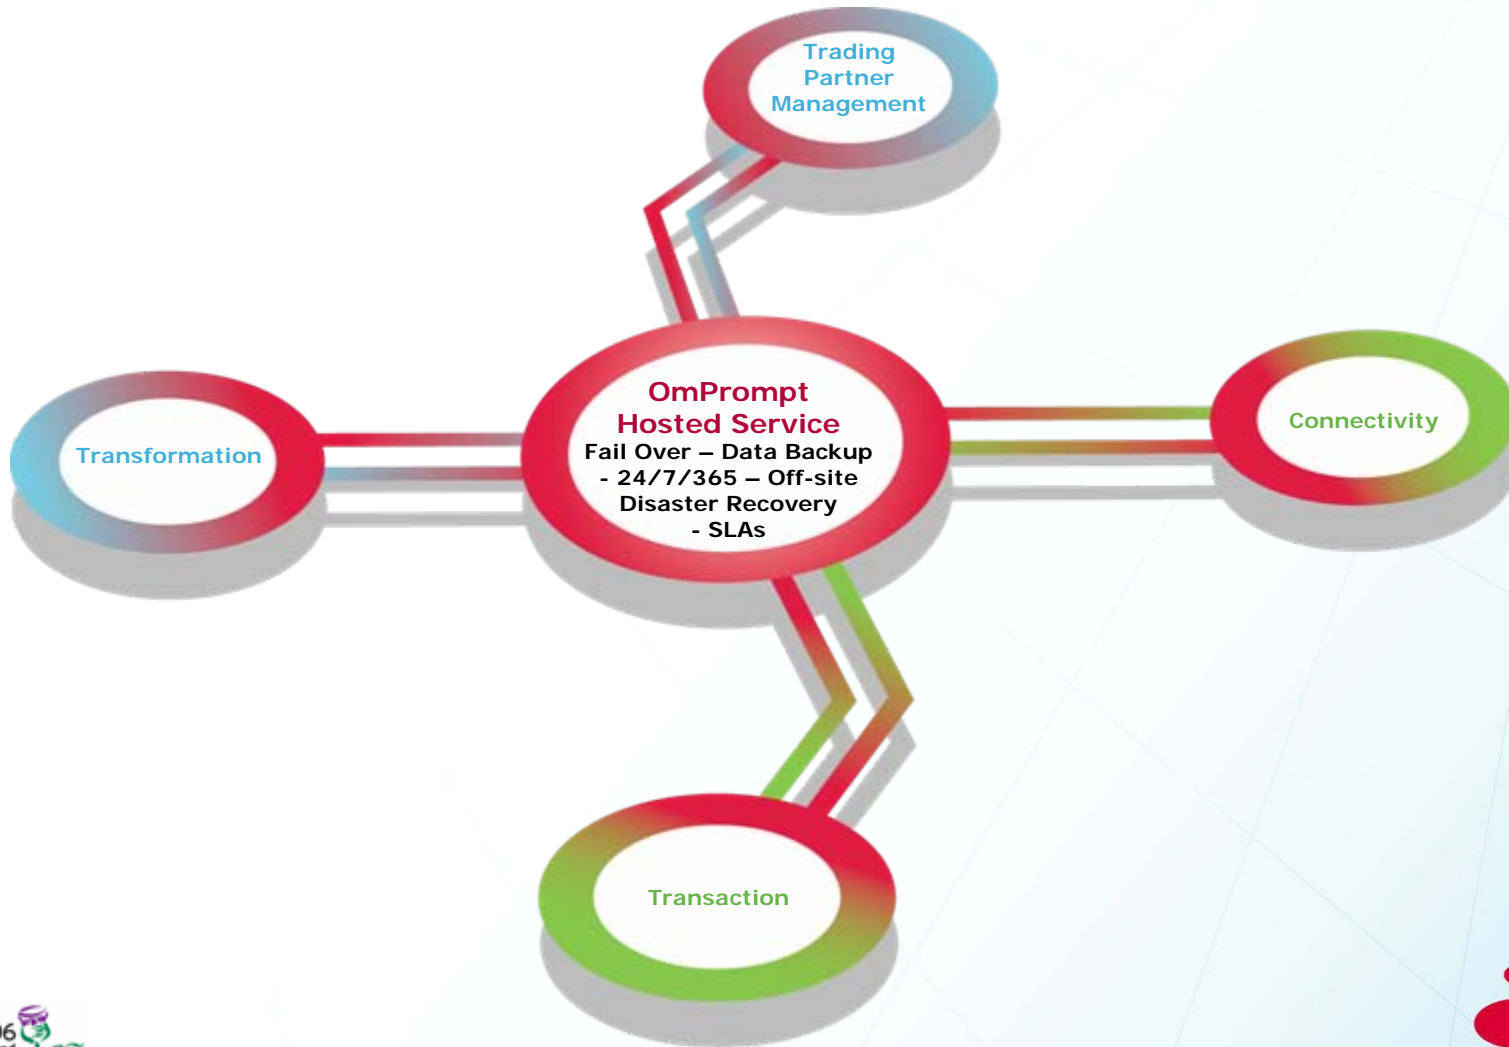 Trading
Partner
Management
OmPrompt
Hosted Service
Fail Over – Data Backup
- 24/7/365 – Off-site
Disaster Recovery
- SLAs
Transformation
Connectivity
Transaction